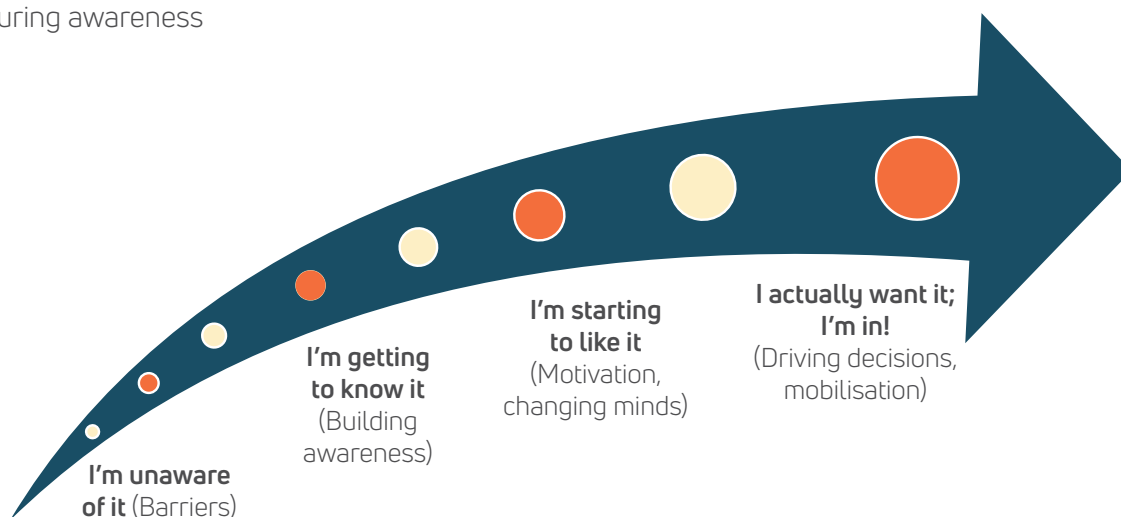 uring awareness
I'm unaware
of it (Barriers)
I'm getting
to know it
(Building
awareness)
I'm starting
to like it
(Motivation,
changing minds)
I actually want it;
I'm in!
(Driving decisions,
mobilisation)